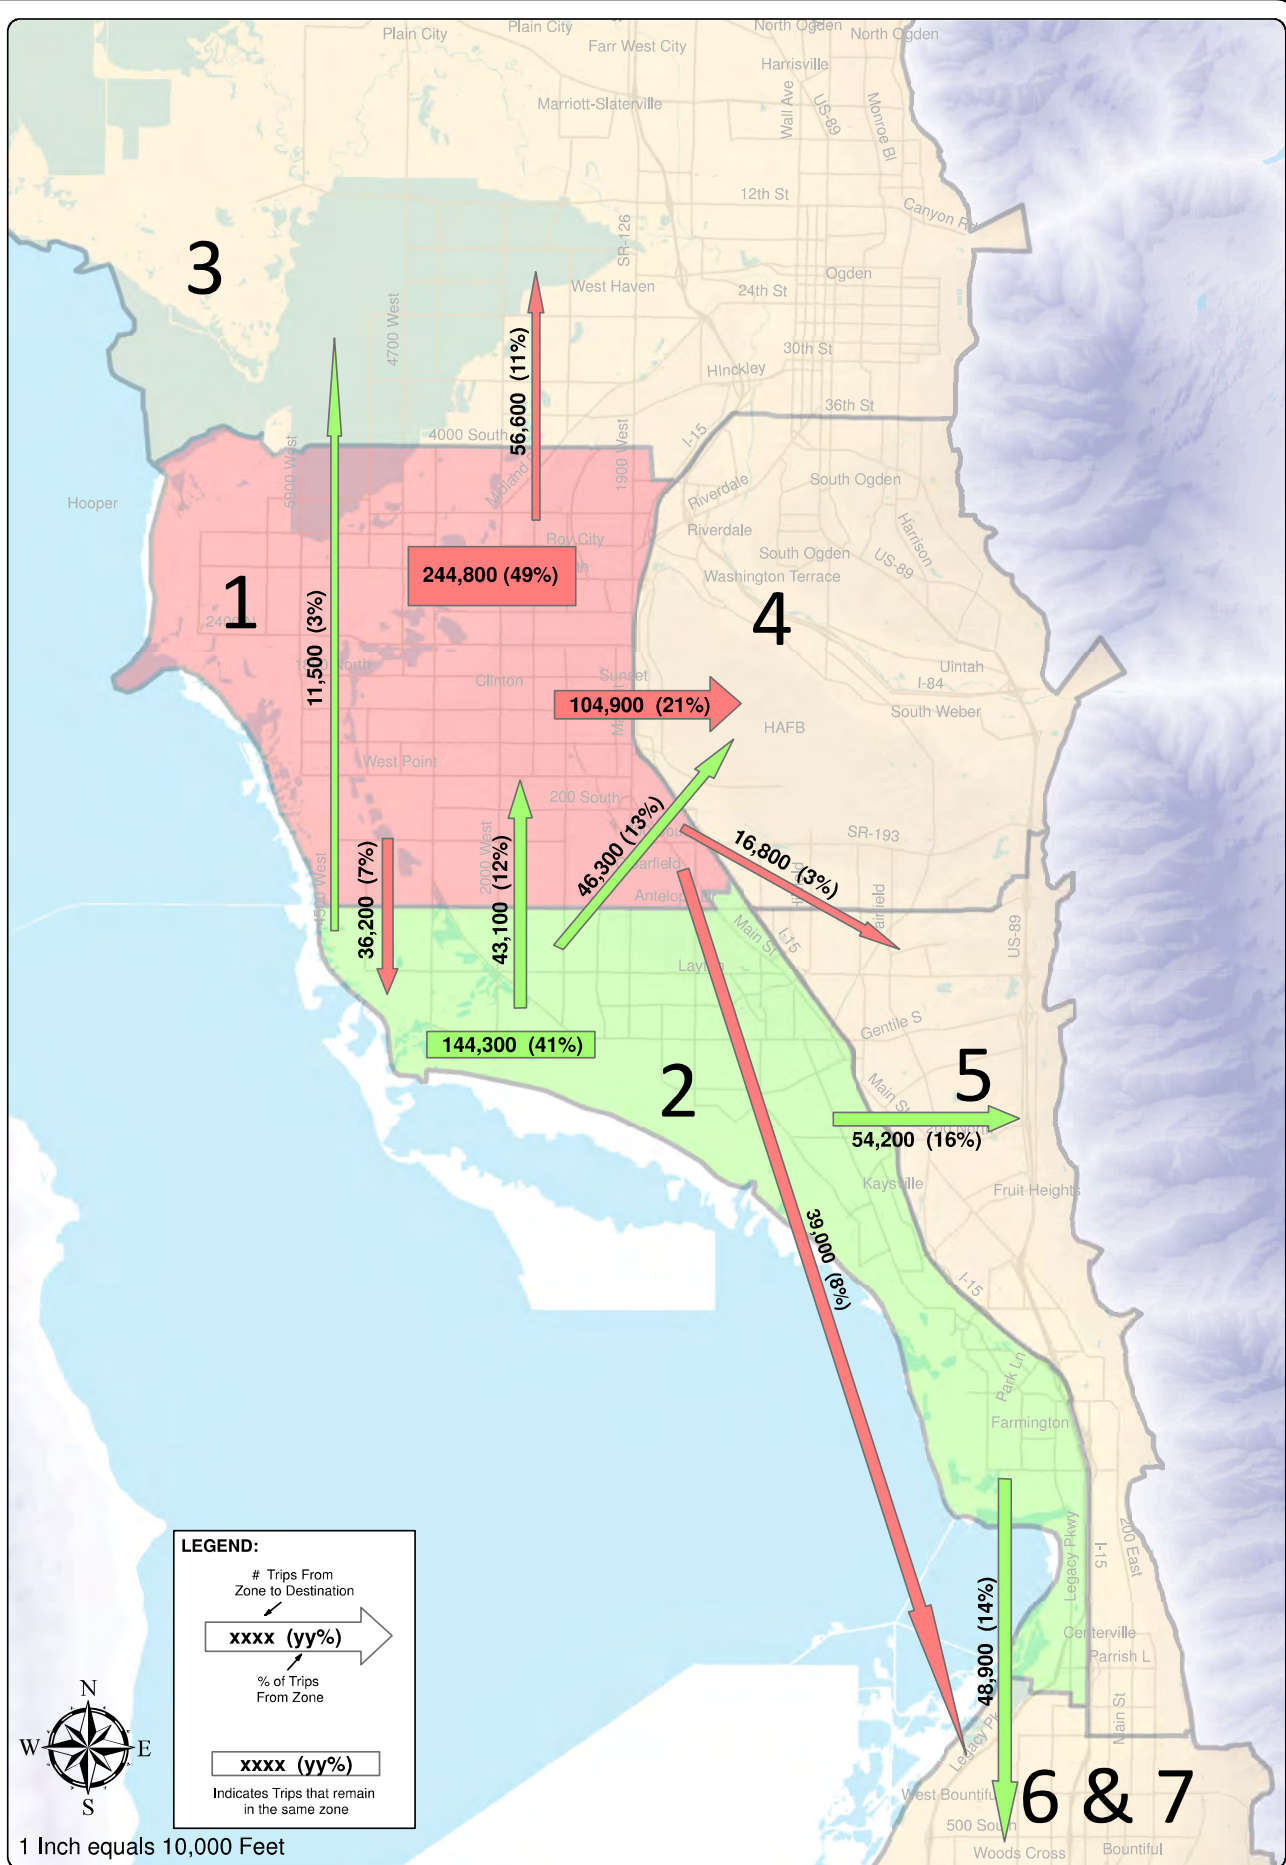 Plain City
Plain City
North Ogden
North Ogden
Farr West City
Harrisville
Marriott-Slaterville
Wall Ave
US-89
Monroe Bl
12th St
Canyon Rd
SR-126
3
Ogden
West Haven
24th St
4700 West
30th St
Hinckley
56,600 (11%)
36th St
4000 South
I-15
1900 West
5900 West
Midland
Riverdale
South Ogden
Hooper
Riverdale
Harrison
Roy City
South Ogden
US-89
244,800 (49%)
Washington Terrace
1
4
11,500 (3%)
Uintah
Clinton
Sunset
I-84
104,900 (21%)
South Weber
HAFB
West Point
200 South
46,300 (13%)
SR-193
16,800 (3%)
36,200 (7%)
2000 West
43,100 (12%)
Main St
I-15
US-89
Layton
Gentile S
144,300 (41%)
2
5
Main St
200 North
54,200 (16%)
Kaysville
Fruit Heights
39,000 (8%)
I-15
Park Ln
Farmington
Legacy Pkwy
I-15
200 East
48,900 (14%)
Centerville
Parrish L
Main St
Legacy Pk
6 & 7
West Bountiful
500 South
Woods Cross
Bountiful
LEGEND:
# Trips From
Zone to Destination
xxxx (yy%)
% of Trips
From Zone
xxxx (yy%)
Indicates Trips that remain
in the same zone
N
W
E
S
1 Inch equals 10,000 Feet